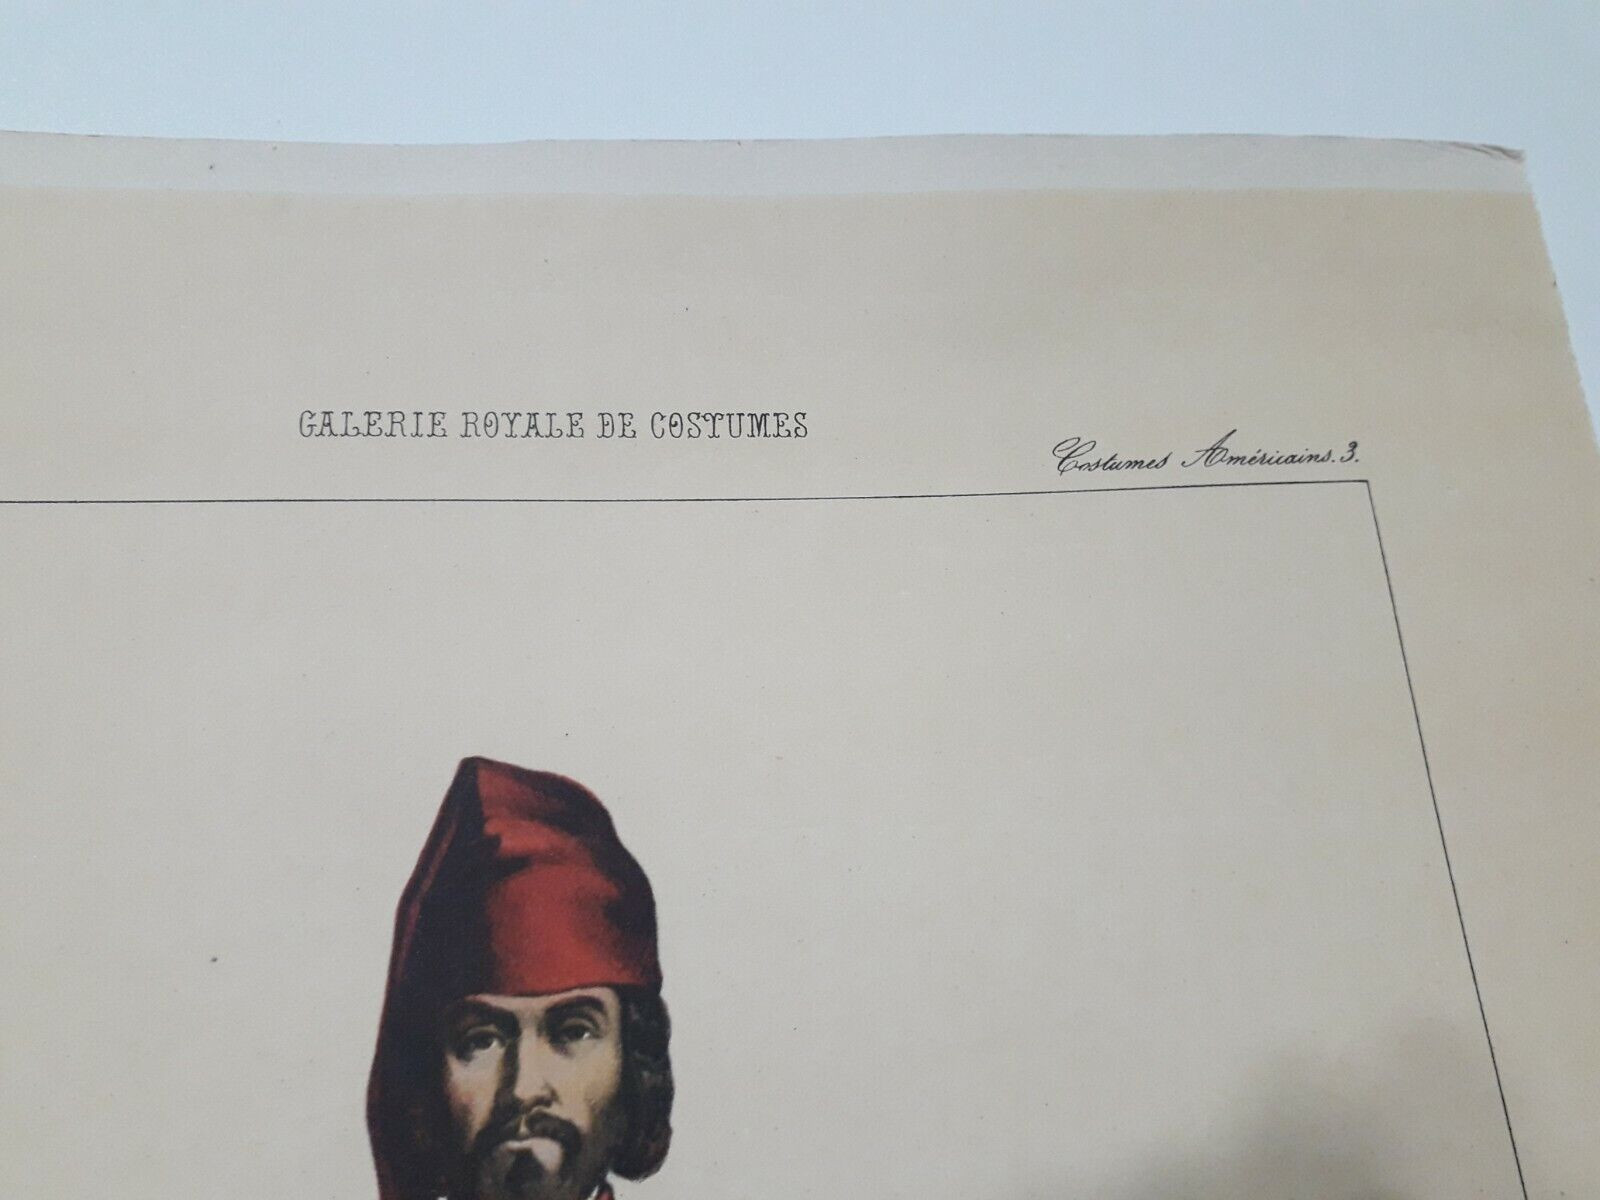 GALERIE ROYALE DE COSTUMES
Costumes Américains. 3.